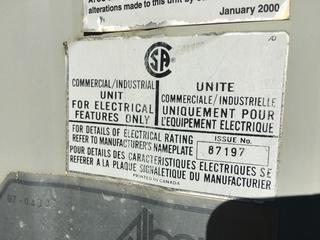 alterations made to this unit by
January 2000
CSA
COMMERCIAL/INDUSTRIAL
UNIT
FOR ELECTRICAL
FEATURES ONLY
UNITE
COMMERCIALE/INDUSTRIELLE
UNIQUEMENT POUR
L'EQUIPEMENT ELECTRIQUE
FOR DETAILS OF ELECTRICAL RATING
REFER TO MANUFACTURER'S NAMEPLATE
ISSUE No.
87197
POUR DETAILS DES CARACTERISTIQUES ELECTRIQUES SE
REFERER A LA PLAQUE SIGNALETIQUE DU MANUFACTURIER
PRINTED IN CANADA